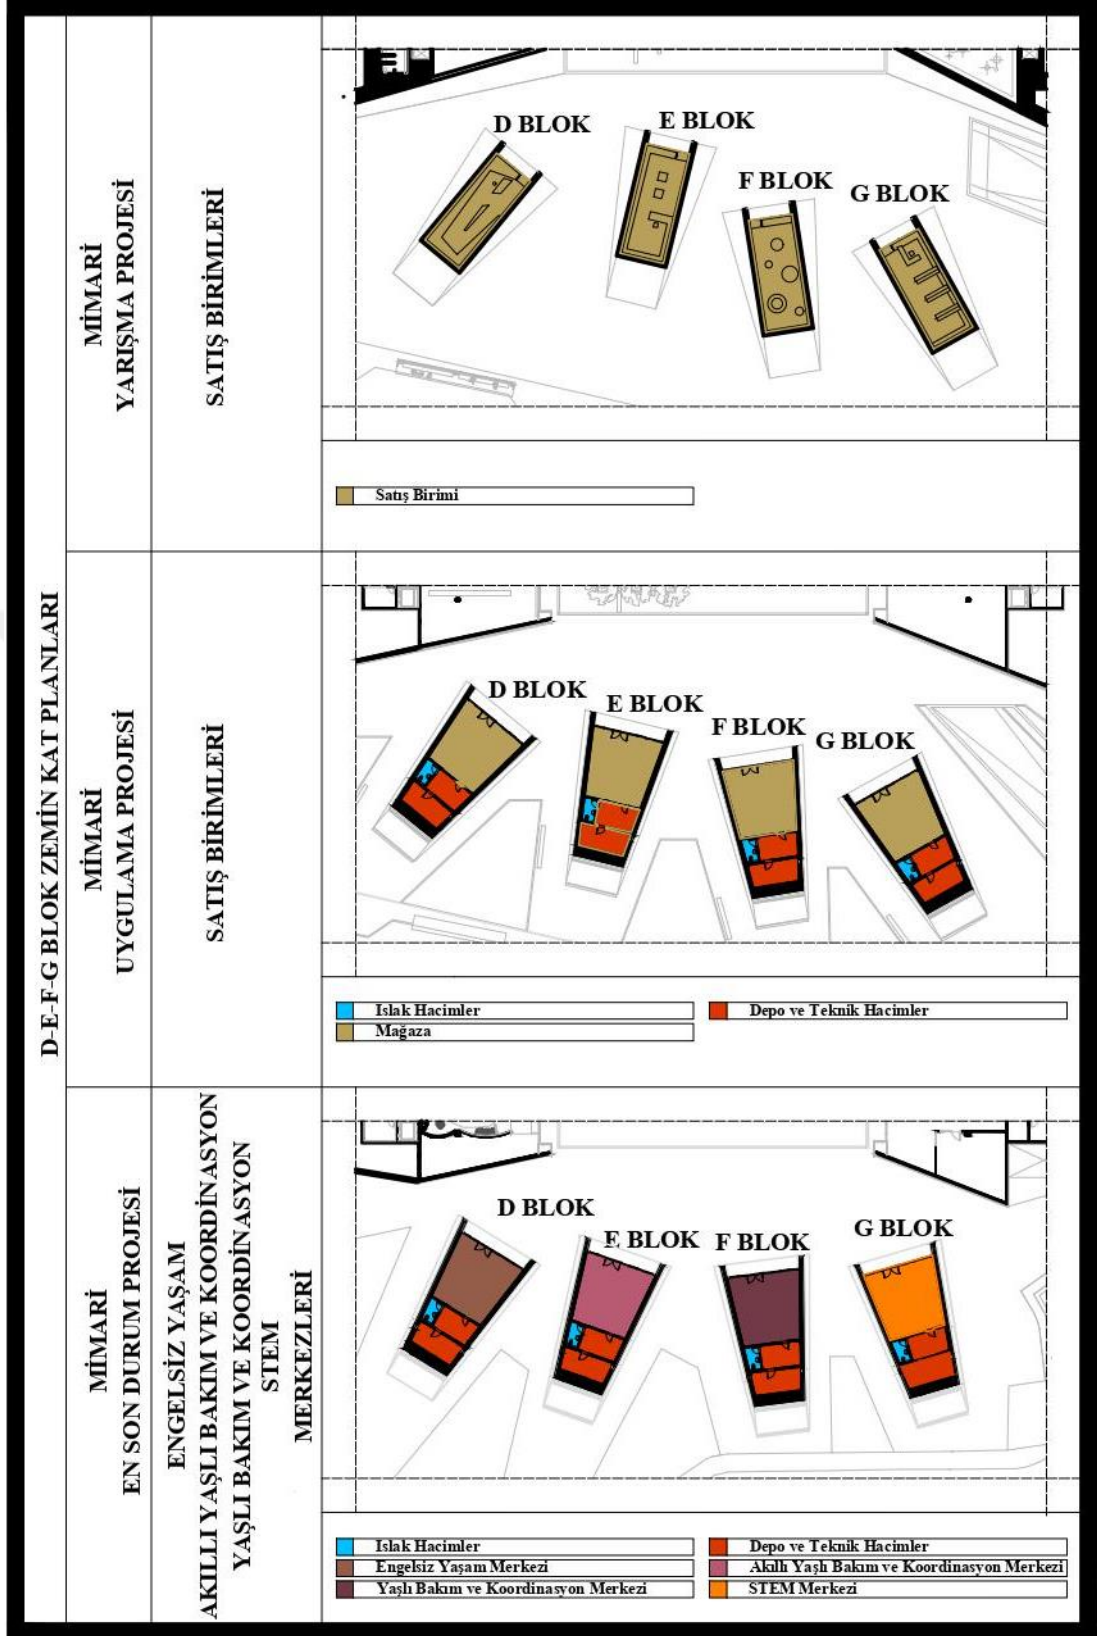 D-E-F-G BLOK ZEMİN KAT PLANLARI
MİMARİ
YARIŞMA PROJESİ
SATIŞ BİRİMLERİ
D BLOK
E BLOK
F BLOK
G BLOK
Satış Birimi
MİMARİ
UYGULAMA PROJESİ
SATIŞ BİRİMLERİ
D BLOK
E BLOK
F BLOK
G BLOK
Islak Hacimler
Depo ve Teknik Hacimler
Mağaza
MİMARİ
EN SON DURUM PROJESİ
ENGELSİZ YAŞAM
AKILLI YAŞLI BAKIM VE KOORDİNASYON
YAŞLI BAKIM VE KOORDİNASYON
STEM
MERKEZLERİ
D BLOK
E BLOK
F BLOK
G BLOK
Islak Hacimler
Depo ve Teknik Hacimler
Engelsiz Yaşam Merkezi
Akıllı Yaşlı Bakım ve Koordinasyon Merkezi
Yaşlı Bakım ve Koordinasyon Merkezi
STEM Merkezi